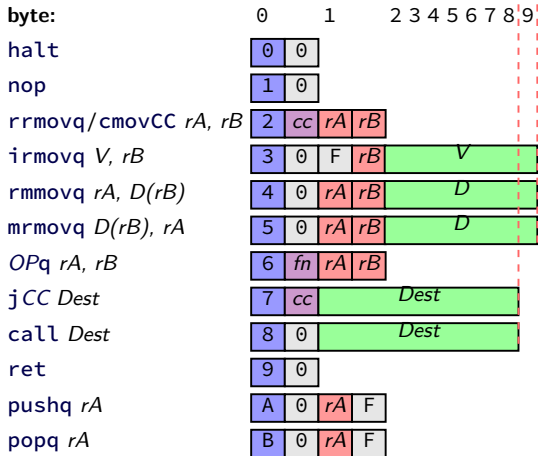 byte: 0 1 2 3 4 5 6 7 8 9
halt 0 0
nop 1 0
rrmovq/cmovCC rA, rB 2 cc rA rB
irmovq V, rB 3 0 F rB V
rmmovq rA, D(rB) 4 0 rA rB D
mrmovq D(rB), rA 5 0 rA rB D
OPq rA, rB 6 fn rA rB
jCC Dest 7 cc Dest
call Dest 8 0 Dest
ret 9 0
pushq rA A 0 rA F
popq rA B 0 rA F